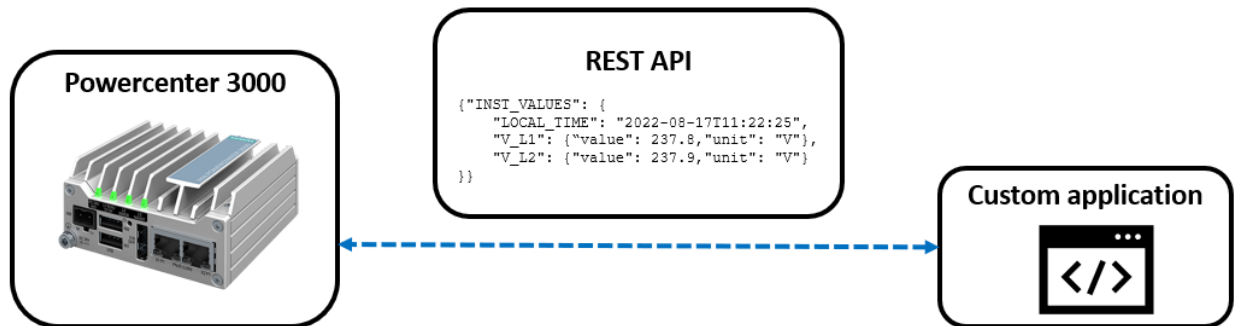 Powercenter 3000
REST API
{"INST_VALUES": {
"LOCAL_TIME": "2022-08-17T11:22:25",
"V_L1": {“value": 237.8,"unit": "V"},
"V_L2": {"value": 237.9,"unit": "V"}
}}
Custom application
</>